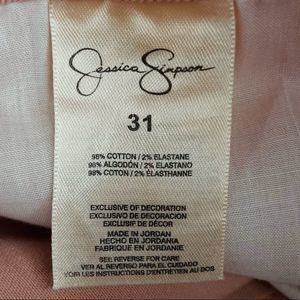 Jessica Simpson
31
98% COTTON / 2% ELASTANE
98% ALGODÓN / 2% ELASTANO
98% COTON / 2% ÉLASTHANNE
EXCLUSIVE OF DECORATION
EXCLUSIVO DE DECORACIÓN
EXCLUSIF DE DÉCOR
MADE IN JORDAN
HECHO EN JORDANIA
FABRIQUE EN JORDANIE
SEE REVERSE FOR CARE
VER AL REVERSO PARA EL CUIDADO
VOIR LES INSTRUCTIONS D'ENTRETIEN AU DOS